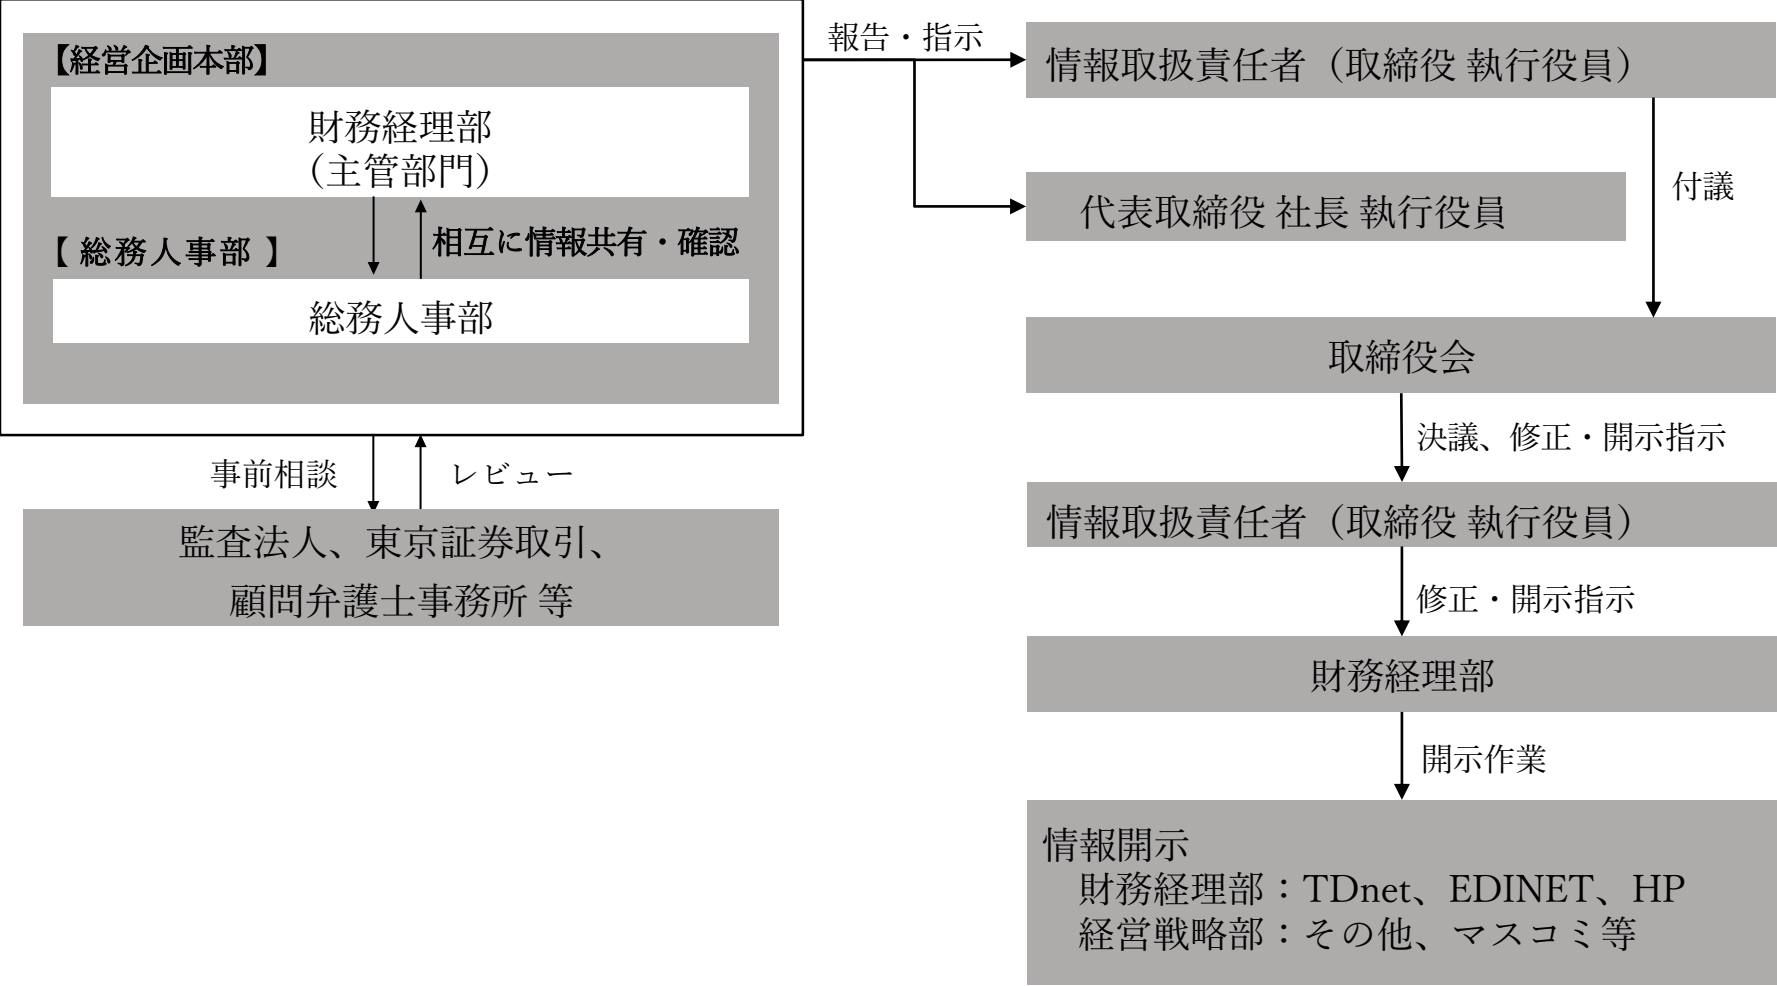 【経営企画本部】
財務経理部
（主管部門）
相互に情報共有・確認
【 総務人事部 】
総務人事部
事前相談
レビュー
監査法人、東京証券取引、
顧問弁護士事務所 等
報告・指示
情報取扱責任者（取締役 執行役員）
代表取締役 社長 執行役員
付議
取締役会
決議、修正・開示指示
情報取扱責任者（取締役 執行役員）
修正・開示指示
財務経理部
開示作業
情報開示
財務経理部：TDnet、EDINET、HP
経営戦略部：その他、マスコミ等